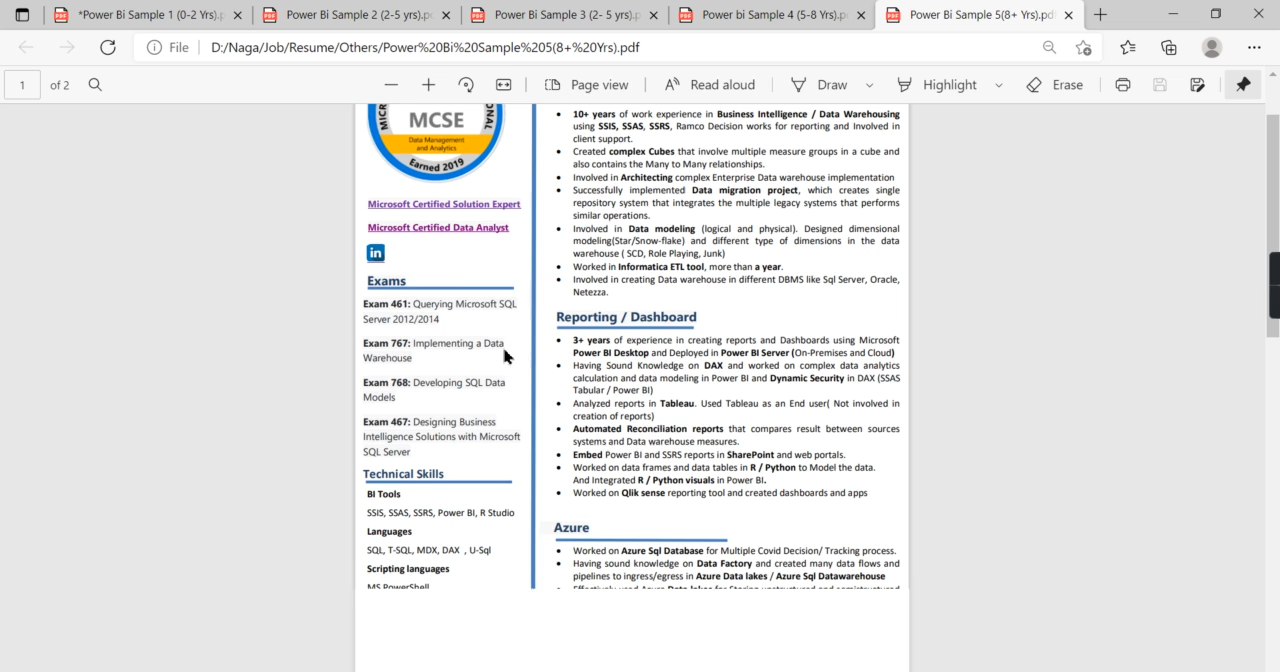 *Power Bi Sample 1 (0-2 Yrs).p
Power Bi Sample 2 (2-5 yrs).p
Power Bi Sample 3 (2- 5 yrs).p
Power bi Sample 4 (5-8 Yrs).p
Power Bi Sample 5(8+ Yrs).pdf
File
D:/Naga/Job/Resume/Others/Power%20Bi%20Sample%205(8+%20Yrs).pdf
1 of 2
Page view
Read aloud
Draw
Highlight
Erase
MCSE
Data Management
and Analytics
Earned 2019
Microsoft Certified Solution Expert
Microsoft Certified Data Analyst
in
Exams
Exam 461: Querying Microsoft SQL
Server 2012/2014
Exam 767: Implementing a Data
Warehouse
Exam 768: Developing SQL Data
Models
Exam 467: Designing Business
Intelligence Solutions with Microsoft
SQL Server
Technical Skills
BI Tools
SSIS, SSAS, SSRS, Power BI, R Studio
Languages
SQL, T-SQL, MDX, DAX , U-Sql
Scripting languages
MS PowerShell
• 10+ years of work experience in Business Intelligence / Data Warehousing
using SSIS, SSAS, SSRS, Ramco Decision works for reporting and Involved in
client support.
• Created complex Cubes that involve multiple measure groups in a cube and
also contains the Many to Many relationships.
• Involved in Architecting complex Enterprise Data warehouse implementation
• Successfully implemented Data migration project, which creates single
repository system that integrates the multiple legacy systems that performs
similar operations.
• Involved in Data modeling (logical and physical). Designed dimensional
modeling(Star/Snow-flake) and different type of dimensions in the data
warehouse ( SCD, Role Playing, Junk)
• Worked in Informatica ETL tool, more than a year.
• Involved in creating Data warehouse in different DBMS like Sql Server, Oracle,
Netezza.
Reporting / Dashboard
• 3+ years of experience in creating reports and Dashboards using Microsoft
Power BI Desktop and Deployed in Power BI Server (On-Premises and Cloud)
• Having Sound Knowledge on DAX and worked on complex data analytics
calculation and data modeling in Power BI and Dynamic Security in DAX (SSAS
Tabular / Power BI)
• Analyzed reports in Tableau. Used Tableau as an End user( Not involved in
creation of reports)
• Automated Reconciliation reports that compares result between sources
systems and Data warehouse measures.
• Embed Power BI and SSRS reports in SharePoint and web portals.
• Worked on data frames and data tables in R / Python to Model the data.
And Integrated R / Python visuals in Power BI.
• Worked on Qlik sense reporting tool and created dashboards and apps
Azure
• Worked on Azure Sql Database for Multiple Covid Decision/ Tracking process.
• Having sound knowledge on Data Factory and created many data flows and
pipelines to ingress/egress in Azure Data lakes / Azure Sql Datawarehouse
• Effectively used Azure Data lakes for Storing unstructured and semistructured